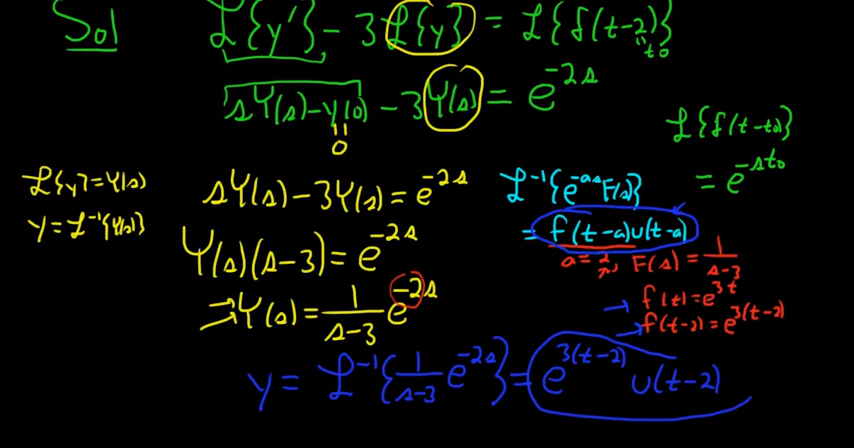 Sol
ℒ{y'} - 3ℒ{y} = ℒ{f(t-2)}
" t₀
sY(s) - y(0) - 3Y(s) = e^{-2s}
"
0
ℒ{f(t-t₀)}
= e^{-st₀}
ℒ{y} = Y(s)
y = ℒ^{-1}{Y(s)}
sY(s) - 3Y(s) = e^{-2s}
Y(s)(s-3) = e^{-2s}
→ Y(s) = 1/(s-3) e^{-2s}
ℒ^{-1}{e^{-as}F(s)}
= f(t-a)u(t-a)
a = 2, F(s) = 1/(s-3)
→ f(t) = e^{3t}
→ f(t-2) = e^{3(t-2)}
y = ℒ^{-1}{1/(s-3) e^{-2s}} = e^{3(t-2)} u(t-2)